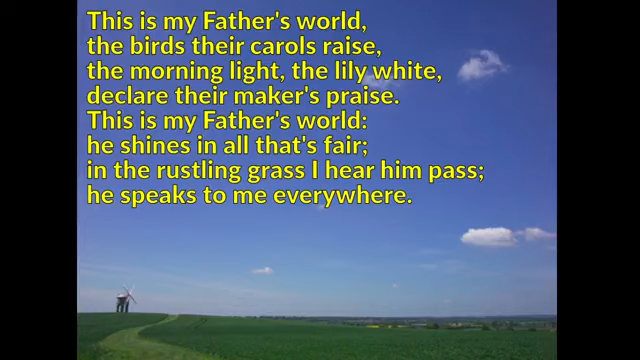 This is my Father's world,
the birds their carols raise,
the morning light, the lily white,
declare their maker's praise.
This is my Father's world:
he shines in all that's fair;
in the rustling grass I hear him pass;
he speaks to me everywhere.